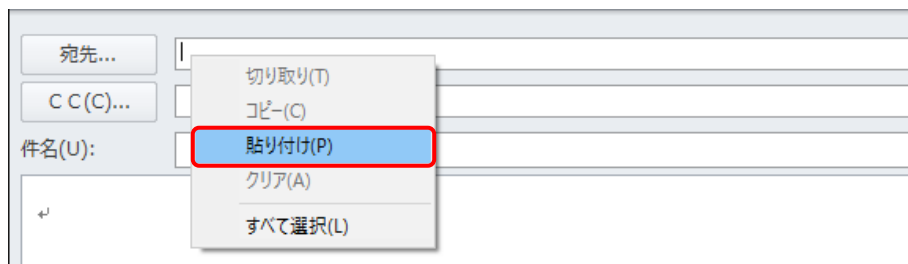 宛先...
切り取り(T)
ＣＣ(C)...
コピー(C)
件名(U):
貼り付け(P)
クリア(A)
すべて選択(L)